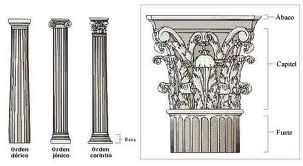 Ábaco
Capitel
Fuste
Basa
Orden
dórico
Orden
jónico
Orden
corintio